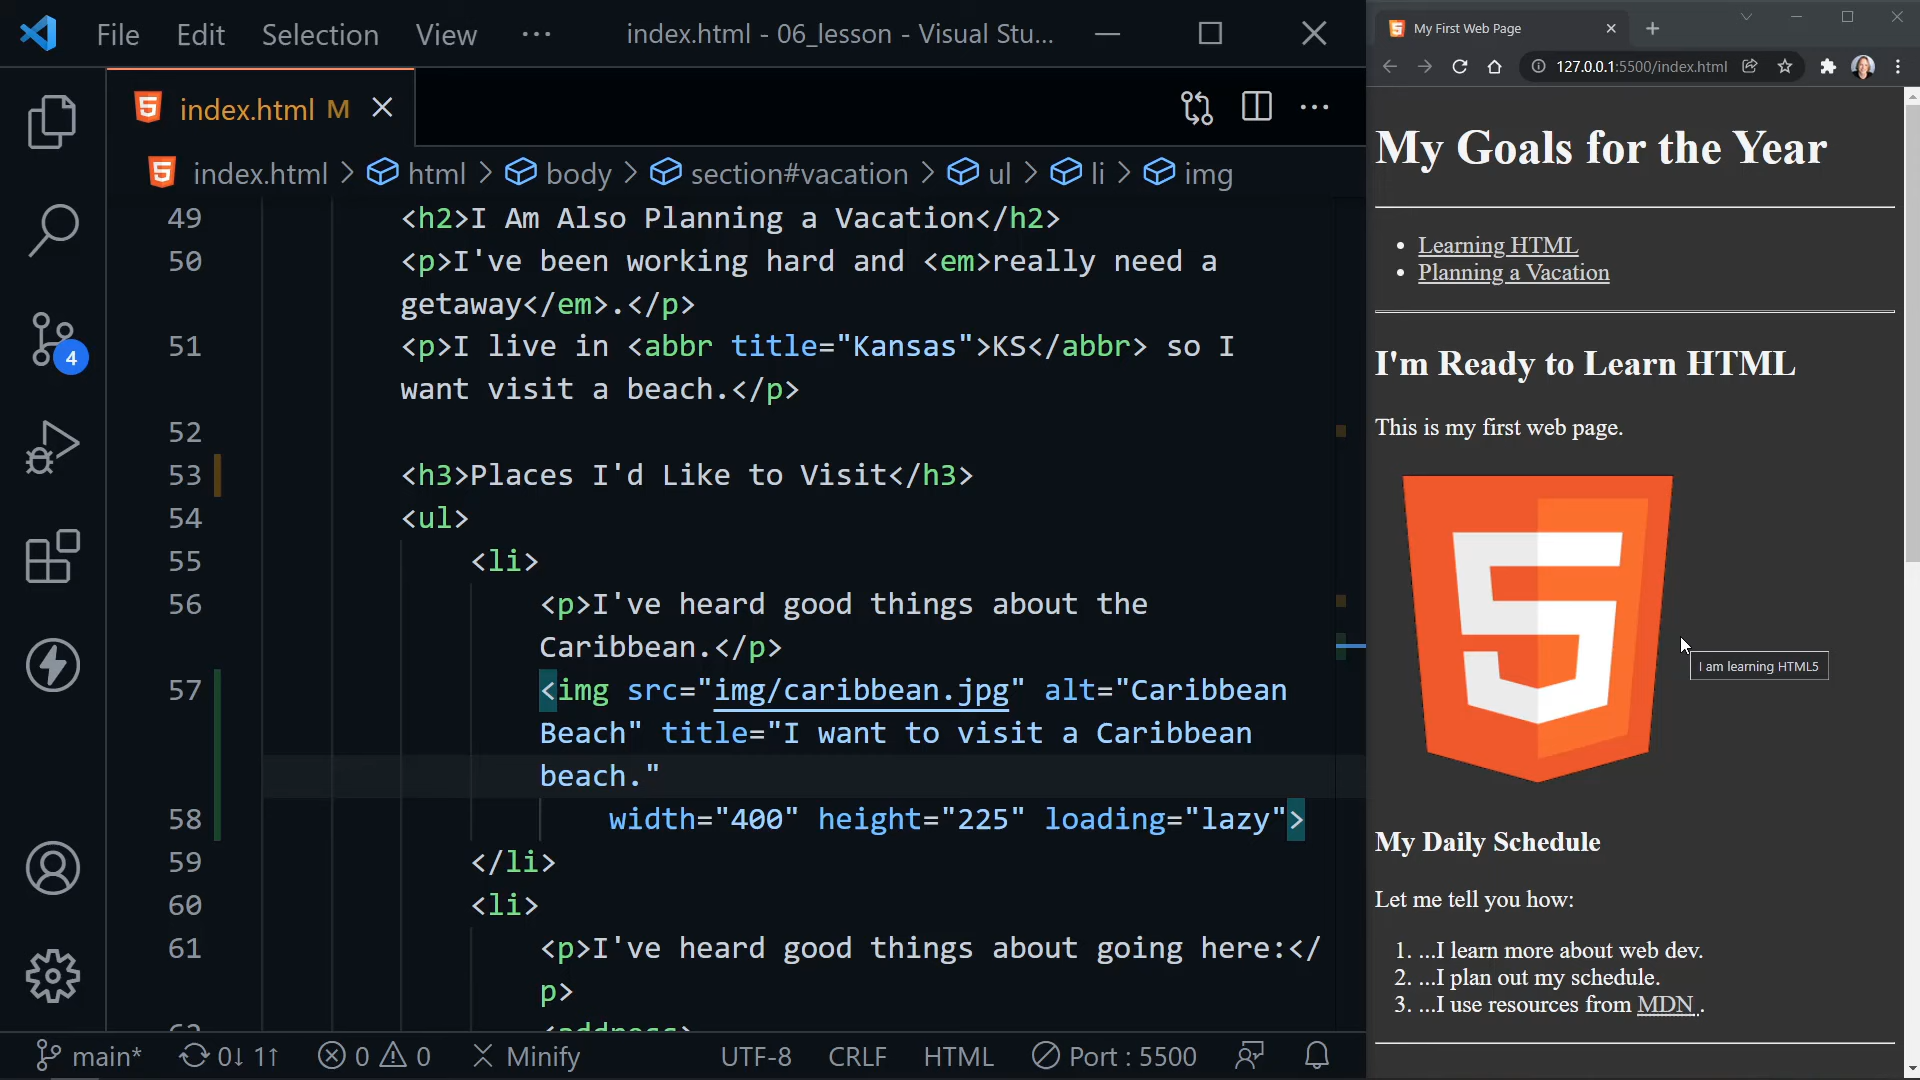 File Edit Selection View ··· index.html - 06_lesson - Visual Stu...
index.html M
index.html > html > body > section#vacation > ul > li > img
49 <h2>I Am Also Planning a Vacation</h2>
50 <p>I've been working hard and <em>really need a
getaway</em>.</p>
51 <p>I live in <abbr title="Kansas">KS</abbr> so I
want visit a beach.</p>
52
53 <h3>Places I'd Like to Visit</h3>
54 <ul>
55 <li>
56 <p>I've heard good things about the
Caribbean.</p>
57 <img src="img/caribbean.jpg" alt="Caribbean
Beach" title="I want to visit a Caribbean
beach."
58 width="400" height="225" loading="lazy">
59 </li>
60 <li>
61 <p>I've heard good things about going here:</
p>
62 <address>
4
main* 0↓ 1↑ 0 0 Minify UTF-8 CRLF HTML Port : 5500
My First Web Page
127.0.0.1:5500/index.html
My Goals for the Year
• Learning HTML
• Planning a Vacation
I'm Ready to Learn HTML
This is my first web page.
5
I am learning HTML5
My Daily Schedule
Let me tell you how:
1. ...I learn more about web dev.
2. ...I plan out my schedule.
3. ...I use resources from MDN .